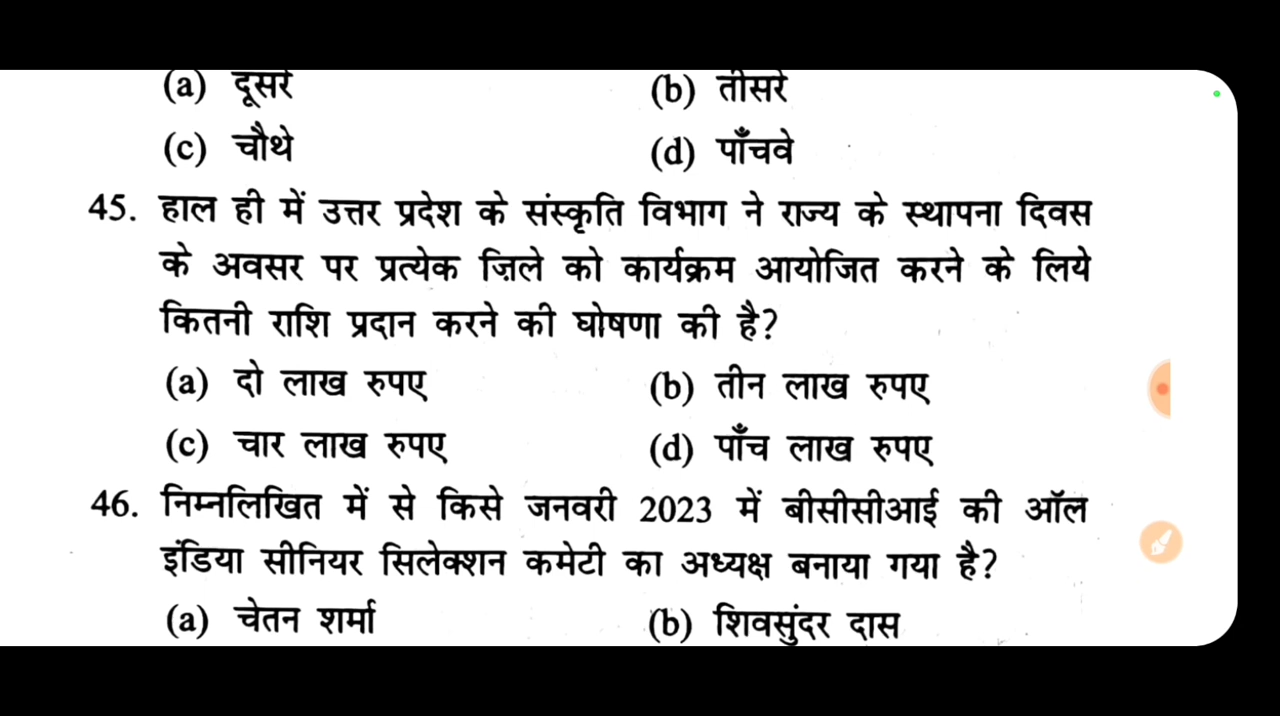 (a) दूसरे (b) तीसरे
(c) चौथे (d) पाँचवे
45. हाल ही में उत्तर प्रदेश के संस्कृति विभाग ने राज्य के स्थापना दिवस
के अवसर पर प्रत्येक ज़िले को कार्यक्रम आयोजित करने के लिये
कितनी राशि प्रदान करने की घोषणा की है?
(a) दो लाख रुपए (b) तीन लाख रुपए
(c) चार लाख रुपए (d) पाँच लाख रुपए
46. निम्नलिखित में से किसे जनवरी 2023 में बीसीसीआई की ऑल
इंडिया सीनियर सिलेक्शन कमेटी का अध्यक्ष बनाया गया है?
(a) चेतन शर्मा (b) शिवसुंदर दास